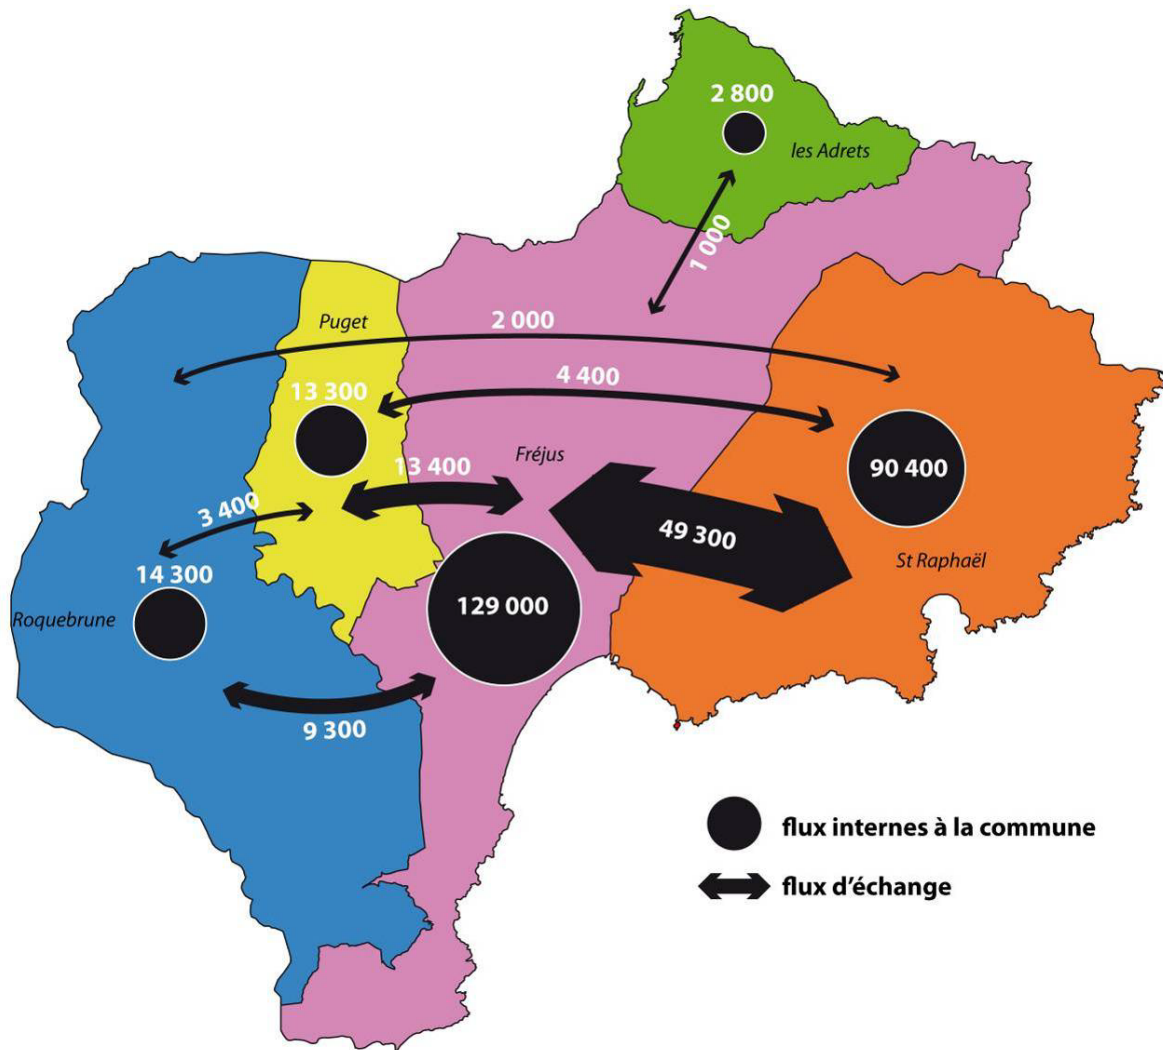 2 800
les Adrets
1 000
Puget
2 000
13 300
4 400
Fréjus
13 400
90 400
3 400
49 300
St Raphaël
14 300
129 000
Roquebrune
9 300
flux internes à la commune
flux d'échange